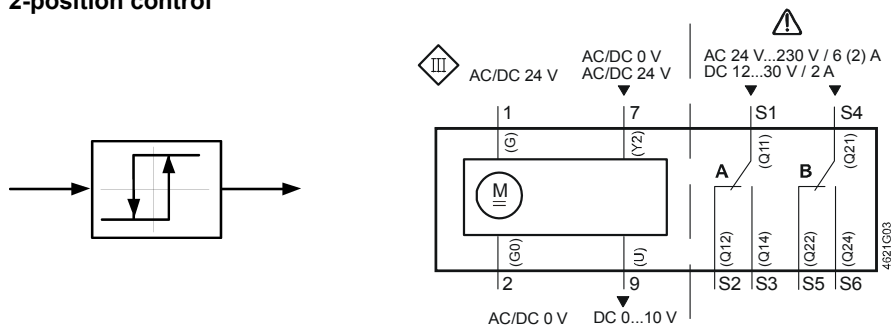 2-position control
III
AC/DC 24 V
AC/DC 0 V
AC/DC 24 V
AC 24 V...230 V / 6 (2) A
DC 12...30 V / 2 A
1
7
S1
S4
(G)
(Y2)
(Q11)
(Q21)
A
B
M
(G0)
(U)
(Q12)
(Q14)
(Q22)
(Q24)
2
9
S2
S3
S5
S6
AC/DC 0 V
DC 0...10 V
4621G03